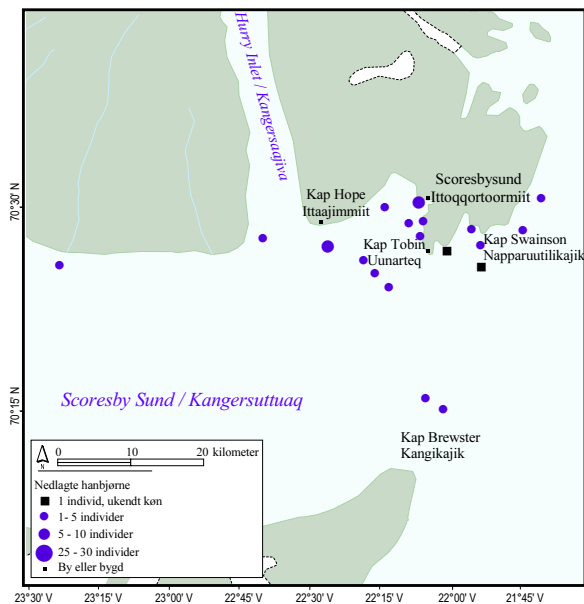 Hurry Inlet / Kangersaajiva
Scoresbysund
Ittoqqortoormiit
Kap Hope
Ittaajimmiit
Kap Tobin
Uunarteq
Kap Swainson
Napparuutilikajik
70°30' N
Scoresby Sund / Kangersuttuaq
70°15' N
Kap Brewster
Kangikajik
N
0 10 20 kilometer
Nedlagte hanbjørne
1 individ, ukendt køn
1- 5 individer
5 - 10 individer
25 - 30 individer
By eller bygd
23°30' V 23°15' V 23°00' V 22°45' V 22°30' V 22°15' V 22°00' V 21°45' V